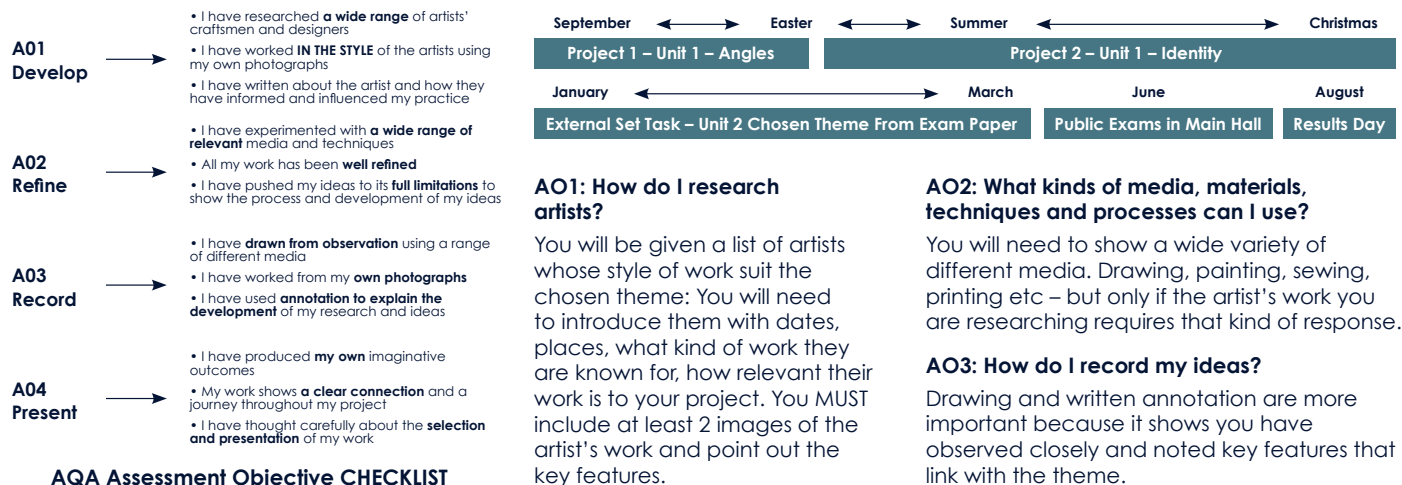 A01
Develop
• I have researched a wide range of artists'
craftsmen and designers
• I have worked IN THE STYLE of the artists using
my own photographs
• I have written about the artist and how they
have informed and influenced my practice
A02
Refine
• I have experimented with a wide range of
relevant media and techniques
• All my work has been well refined
• I have pushed my ideas to its full limitations to
show the process and development of my ideas
A03
Record
• I have drawn from observation using a range
of different media
• I have worked from my own photographs
• I have used annotation to explain the
development of my research and ideas
A04
Present
• I have produced my own imaginative
outcomes
• My work shows a clear connection and a
journey throughout my project
• I have thought carefully about the selection
and presentation of my work
AQA Assessment Objective CHECKLIST
September Easter Summer Christmas
Project 1 – Unit 1 – Angles Project 2 – Unit 1 – Identity
January March June August
External Set Task – Unit 2 Chosen Theme From Exam Paper Public Exams in Main Hall Results Day
AO1: How do I research
artists?
You will be given a list of artists
whose style of work suit the
chosen theme: You will need
to introduce them with dates,
places, what kind of work they
are known for, how relevant their
work is to your project. You MUST
include at least 2 images of the
artist's work and point out the
key features.
AO2: What kinds of media, materials,
techniques and processes can I use?
You will need to show a wide variety of
different media. Drawing, painting, sewing,
printing etc – but only if the artist's work you
are researching requires that kind of response.
AO3: How do I record my ideas?
Drawing and written annotation are more
important because it shows you have
observed closely and noted key features that
link with the theme.